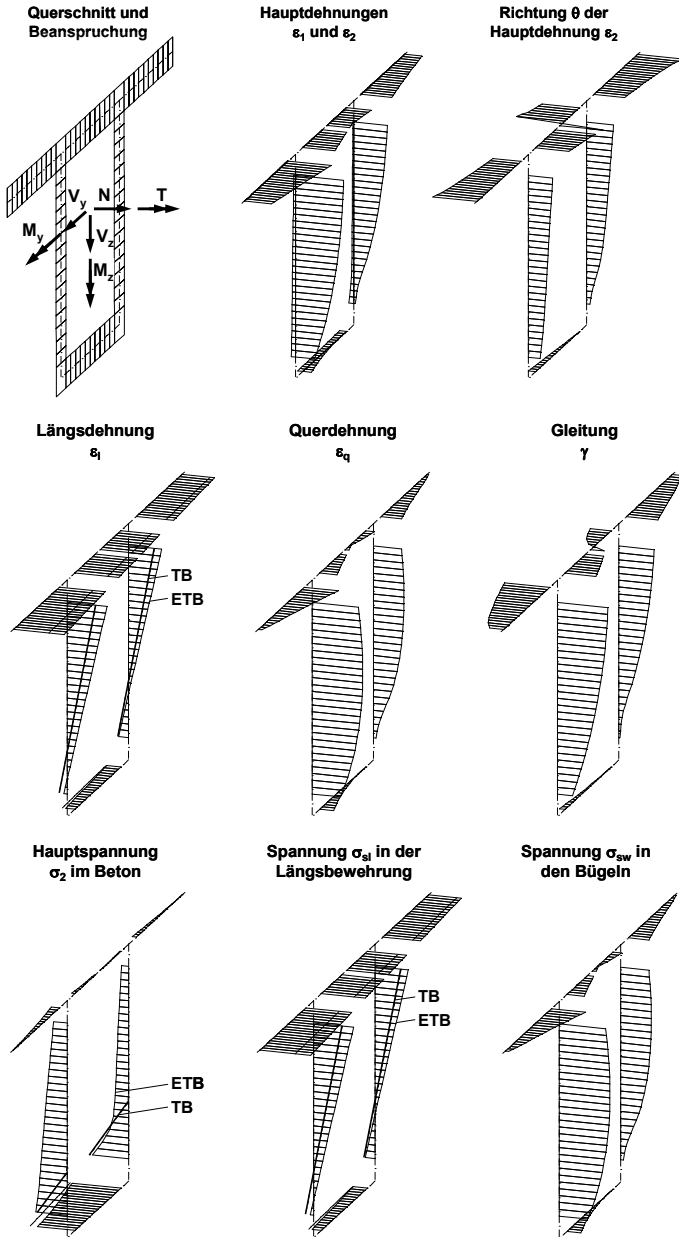 Querschnitt und
Beanspruchung
Hauptdehnungen
ε1 und ε2
Richtung θ der
Hauptdehnung ε2
Vy
N
T
My
Vz
Mz
Längsdehnung
εl
Querdehnung
εq
Gleitung
γ
TB
ETB
Hauptspannung
σ2 im Beton
Spannung σsl in der
Längsbewehrung
Spannung σsw in
den Bügeln
ETB
TB
TB
ETB